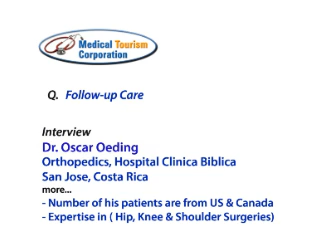 Medical Tourism
Corporation
Q. Follow-up Care
Interview
Dr. Oscar Oeding
Orthopedics, Hospital Clinica Biblica
San Jose, Costa Rica
more...
- Number of his patients are from US & Canada
- Expertise in ( Hip, Knee & Shoulder Surgeries)